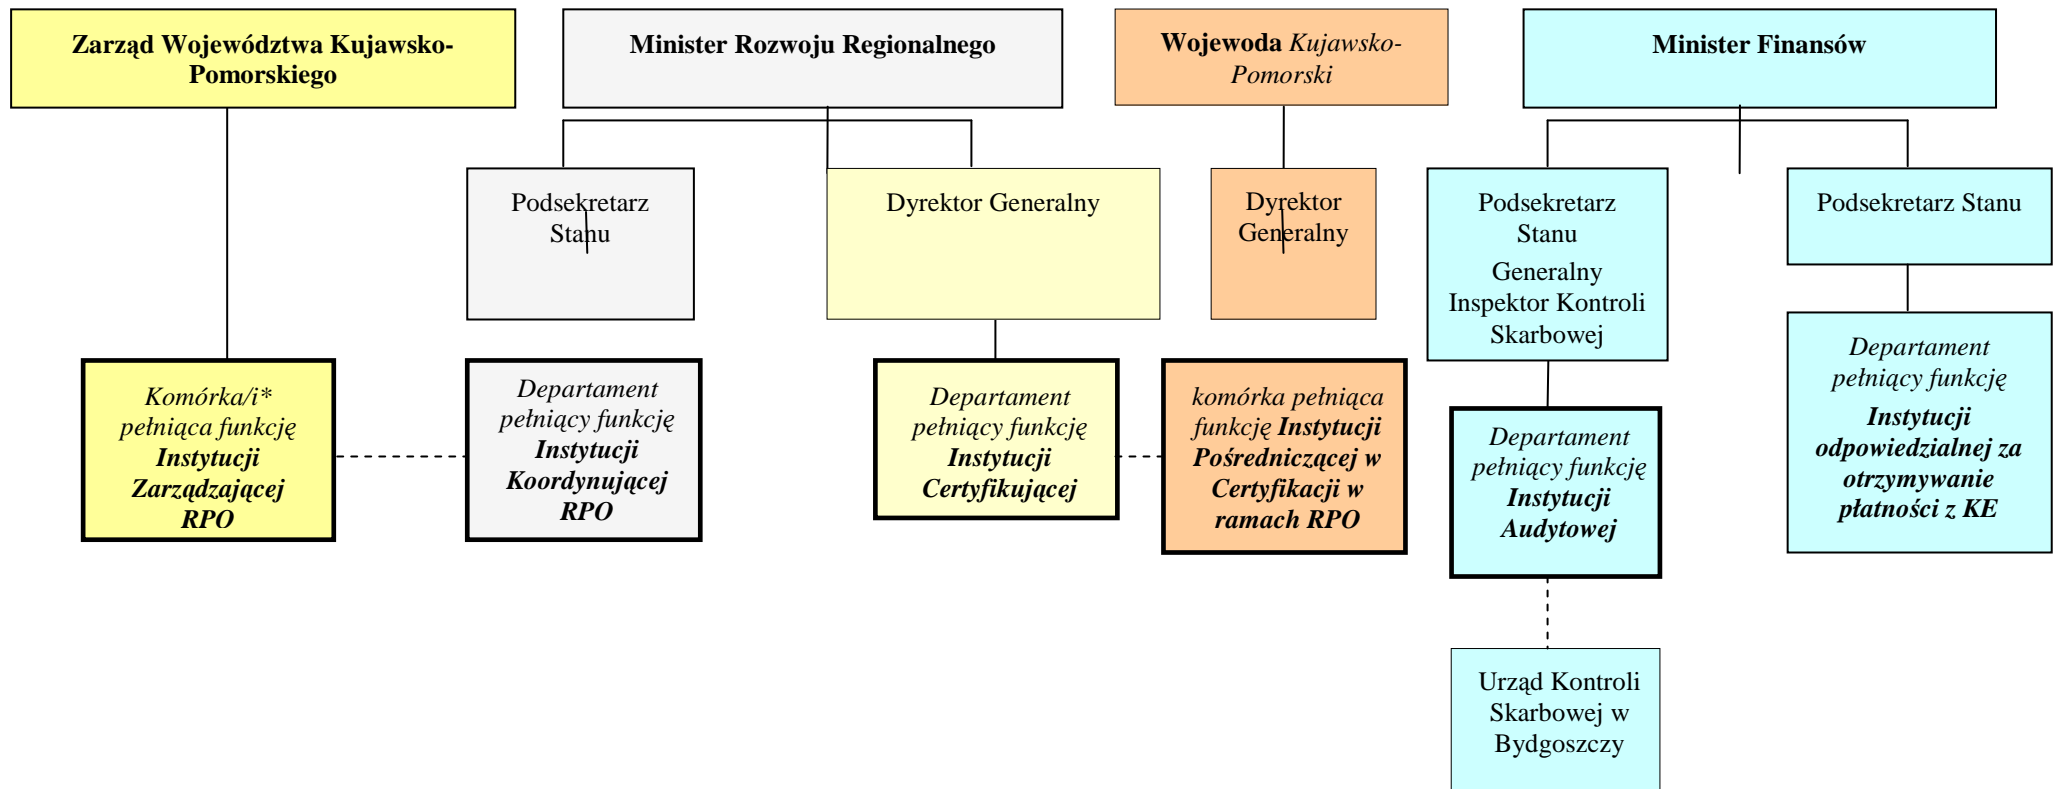 Zarząd Województwa Kujawsko-
Pomorskiego
Minister Rozwoju Regionalnego
Wojewoda Kujawsko-
Pomorski
Minister Finansów
Podsekretarz
Stanu
Dyrektor Generalny
Dyrektor
Generalny
Podsekretarz
Stanu
Generalny
Inspektor Kontroli
Skarbowej
Podsekretarz Stanu
Komórka/i*
pełniąca funkcję
Instytucji
Zarządzającej
RPO
Departament
pełniący funkcję
Instytucji
Koordynującej
RPO
Departament
pełniący funkcję
Instytucji
Certyfikującej
komórka pełniąca
funkcję Instytucji
Pośredniczącej w
Certyfikacji w
ramach RPO
Departament
pełniący funkcję
Instytucji
Audytowej
Departament
pełniący funkcję
Instytucji
odpowiedzialnej za
otrzymywanie
płatności z KE
Urząd Kontroli
Skarbowej w
Bydgoszczy